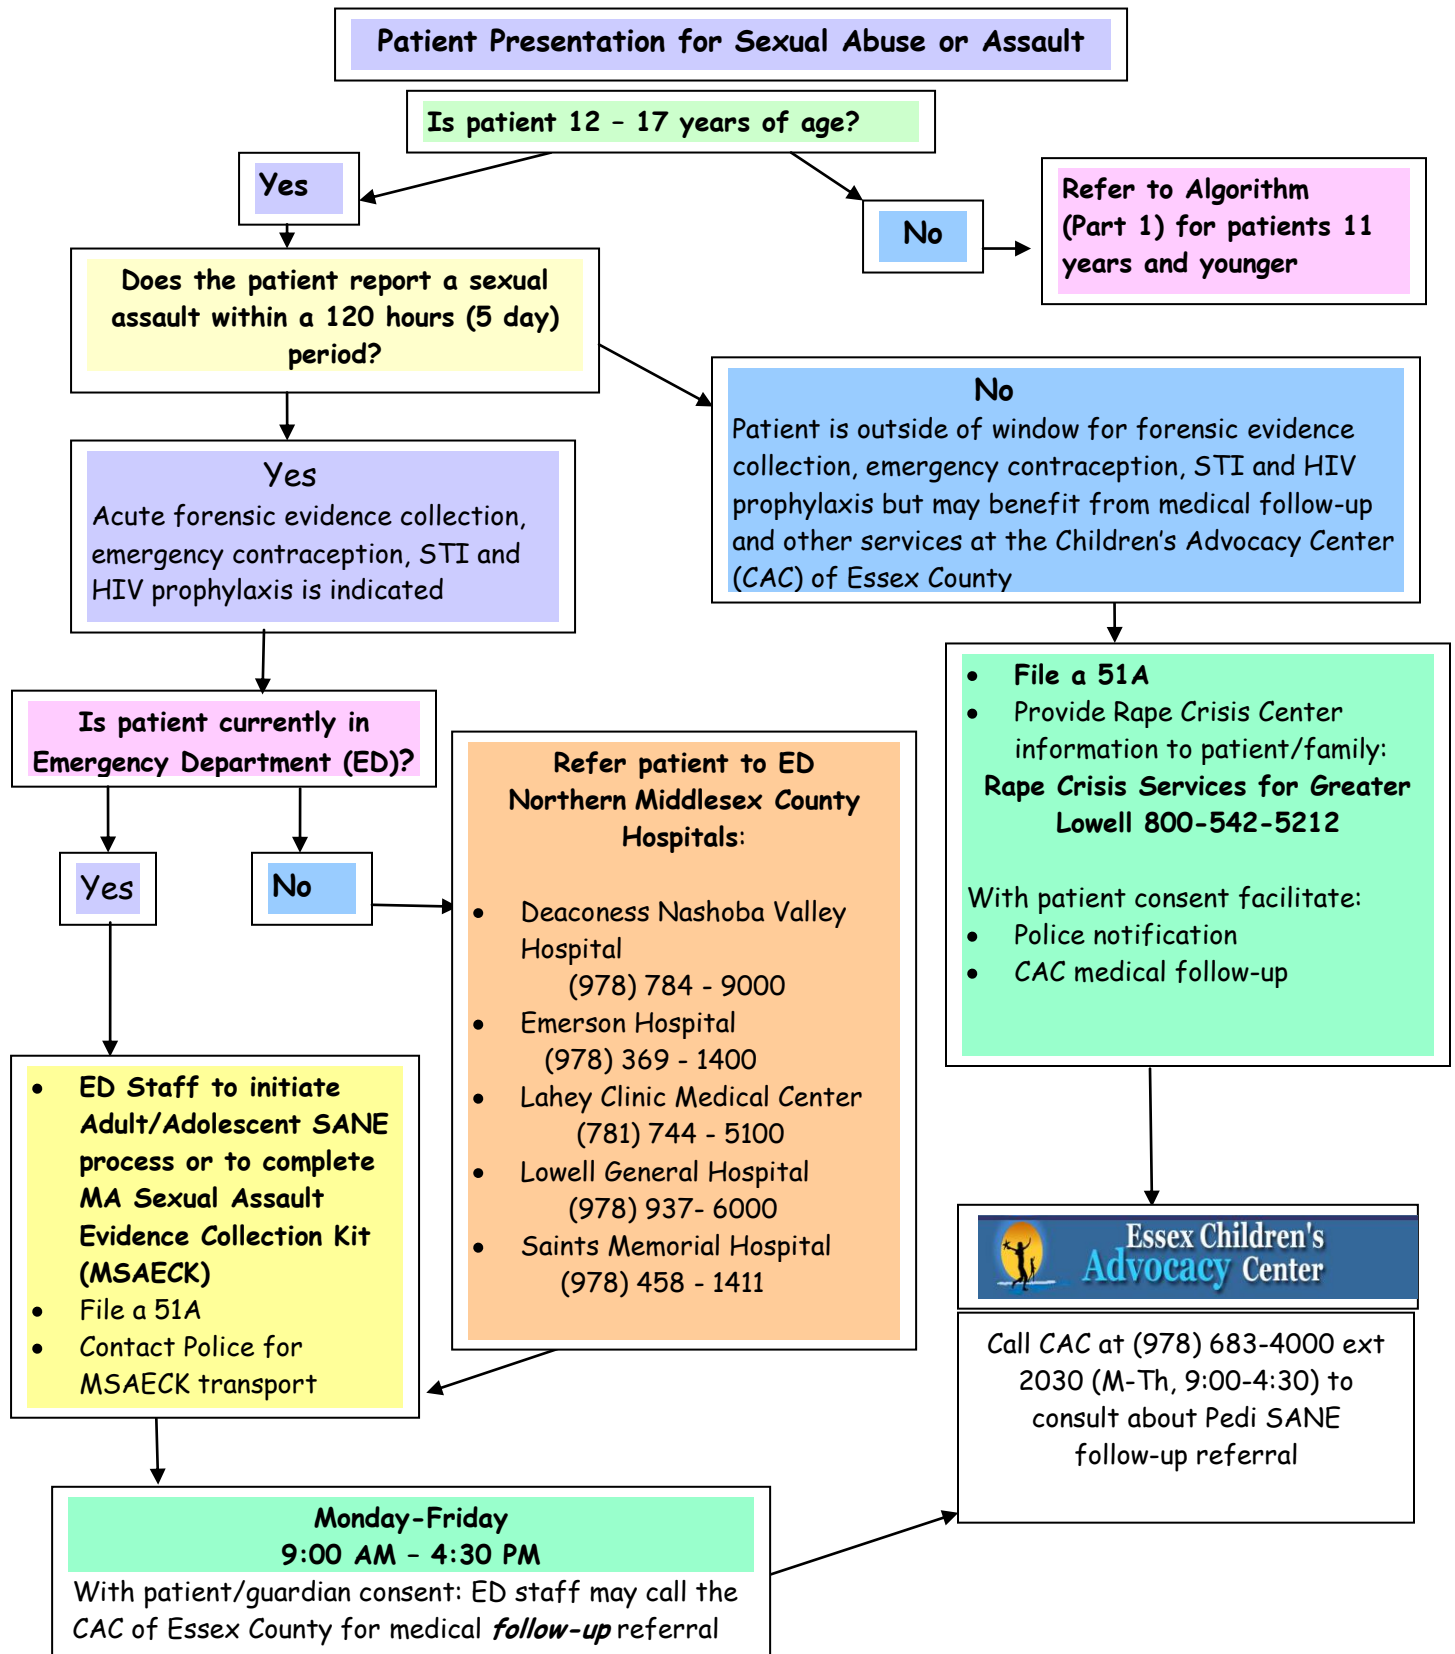 Patient Presentation for Sexual Abuse or Assault
Is patient 12 – 17 years of age?
Yes
No
Refer to Algorithm
(Part 1) for patients 11
years and younger
Does the patient report a sexual
assault within a 120 hours (5 day)
period?
No
Patient is outside of window for forensic evidence
collection, emergency contraception, STI and HIV
prophylaxis but may benefit from medical follow-up
and other services at the Children's Advocacy Center
(CAC) of Essex County
Yes
Acute forensic evidence collection,
emergency contraception, STI and
HIV prophylaxis is indicated
• File a 51A
• Provide Rape Crisis Center
information to patient/family:
Rape Crisis Services for Greater
Lowell 800-542-5212
With patient consent facilitate:
• Police notification
• CAC medical follow-up
Is patient currently in
Emergency Department (ED)?
Yes
No
Refer patient to ED
Northern Middlesex County
Hospitals:
• Deaconess Nashoba Valley
Hospital
(978) 784 - 9000
• Emerson Hospital
(978) 369 - 1400
• Lahey Clinic Medical Center
(781) 744 - 5100
• Lowell General Hospital
(978) 937- 6000
• Saints Memorial Hospital
(978) 458 - 1411
• ED Staff to initiate
Adult/Adolescent SANE
process or to complete
MA Sexual Assault
Evidence Collection Kit
(MSAECK)
• File a 51A
• Contact Police for
MSAECK transport
Essex Children's
Advocacy Center
Call CAC at (978) 683-4000 ext
2030 (M-Th, 9:00-4:30) to
consult about Pedi SANE
follow-up referral
Monday-Friday
9:00 AM – 4:30 PM
With patient/guardian consent: ED staff may call the
CAC of Essex County for medical follow-up referral